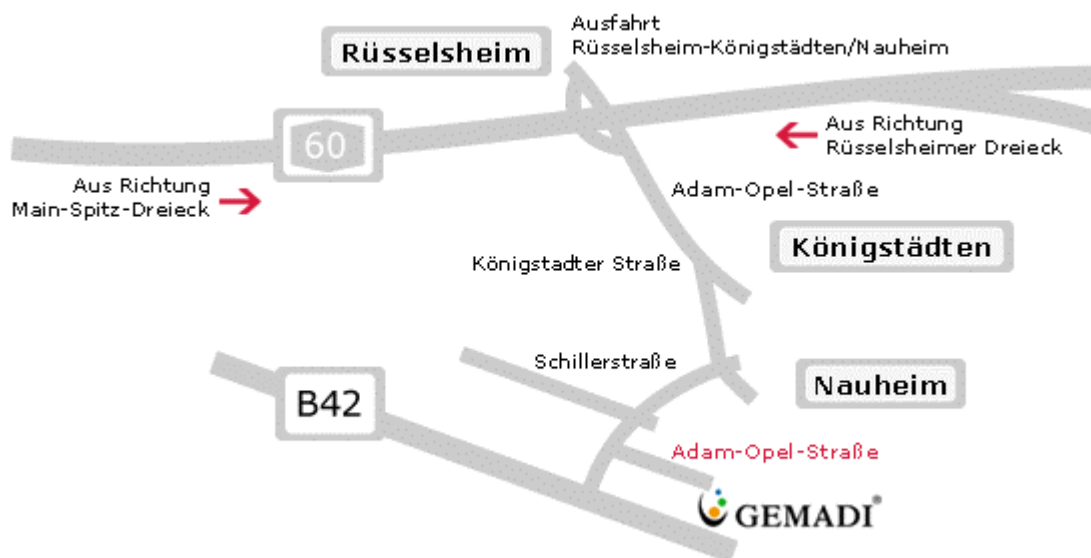 Ausfahrt
Rüsselsheim-Königstädten/Nauheim
Rüsselsheim
60
Aus Richtung
Rüsselsheimer Dreieck
Aus Richtung
Main-Spitz-Dreieck
Adam-Opel-Straße
Königstädten
Königstadter Straße
Schillerstraße
Nauheim
B42
Adam-Opel-Straße
GEMADI®